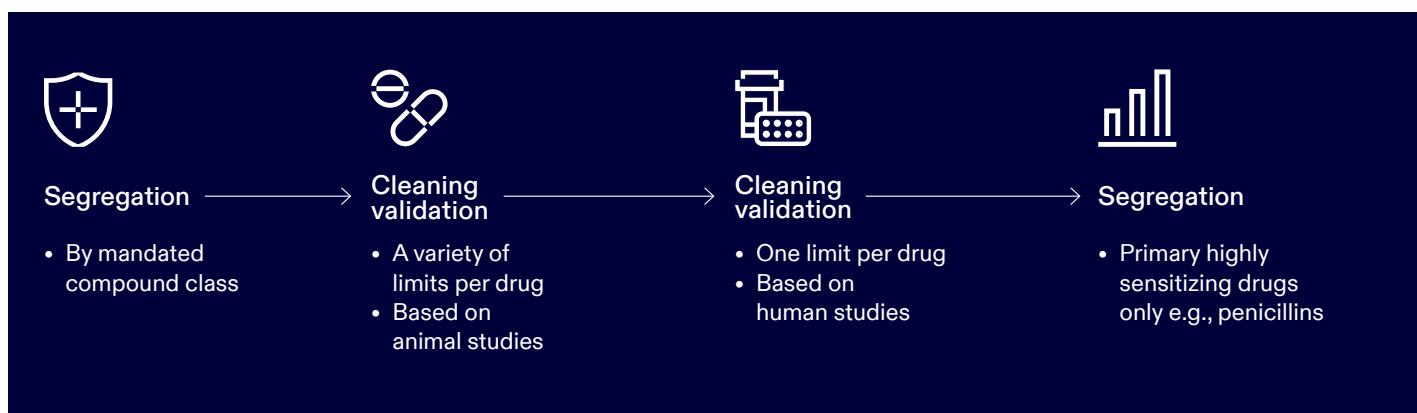 Segregation
• By mandated
compound class
Cleaning
validation
• A variety of
limits per drug
• Based on
animal studies
Cleaning
validation
• One limit per drug
• Based on
human studies
Segregation
• Primary highly
sensitizing drugs
only e.g., penicillins